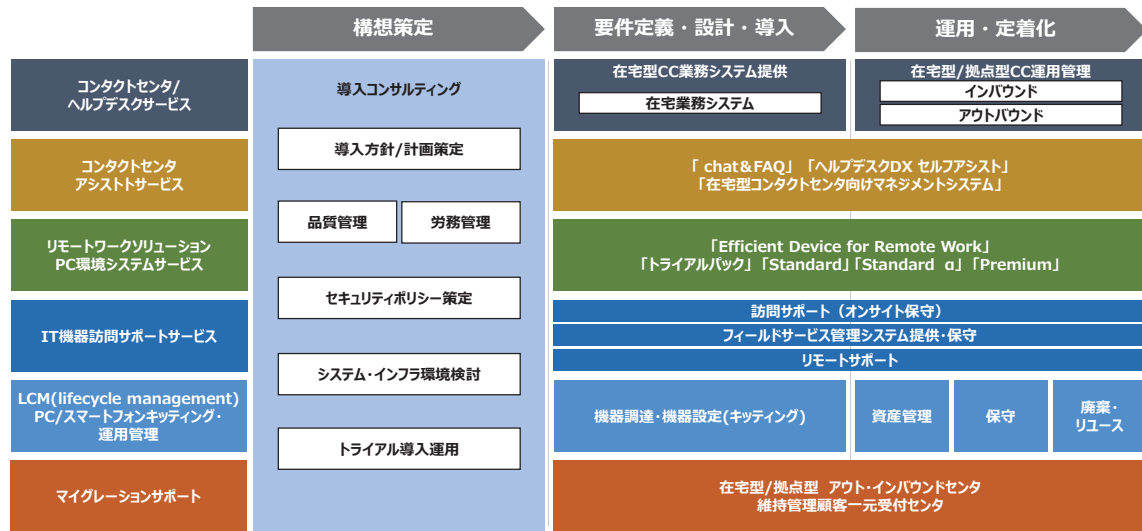 構想策定
要件定義・設計・導入
運用・定着化
コンタクトセンタ/
ヘルプデスクサービス
導入コンサルティング
在宅型CC業務システム提供
在宅業務システム
在宅型/拠点型CC運用管理
インバウンド
アウトバウンド
コンタクトセンタ
アシストトサービス
導入方針/計画策定
「 chat&FAQ」「ヘルプデスクDX セルフアシスト」
「在宅型コンタクトセンタ向けマネジメントシステム」
リモートワークソリューション
PC環境システムサービス
品質管理
労務管理
「Efficient Device for Remote Work」
「トライアルパック」「Standard」「Standard α」「Premium」
IT機器訪問サポートサービス
セキュリティポリシー策定
訪問サポート（オンサイト保守）
フィールドサービス管理システム提供・保守
リモートサポート
LCM(lifecycle management)
PC/スマートフォンキッティング・
運用管理
システム・インフラ環境検討
機器調達・機器設定(キッティング)
資産管理
保守
廃棄・
リユース
トライアル導入運用
マイグレーションサポート
在宅型/拠点型 アウト・インバウンドセンタ
維持管理顧客一元受付センタ